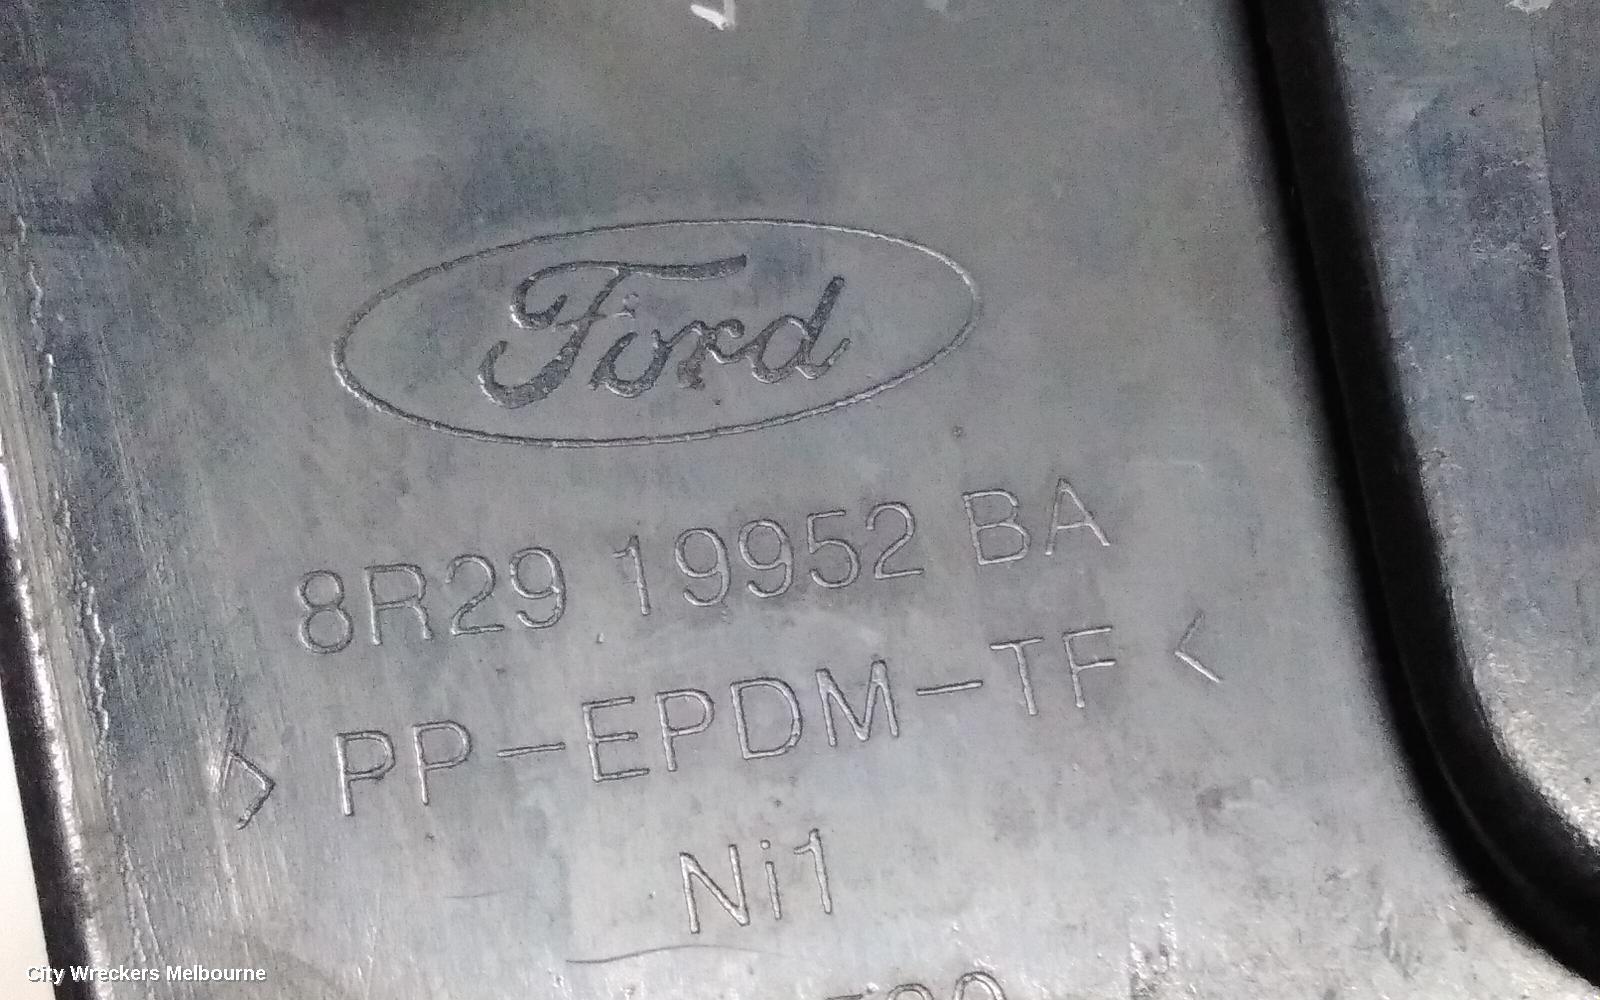 Ford
8R29 19952 BA
> PP-EPDM-TF <
Ni1
City Wreckers Melbourne